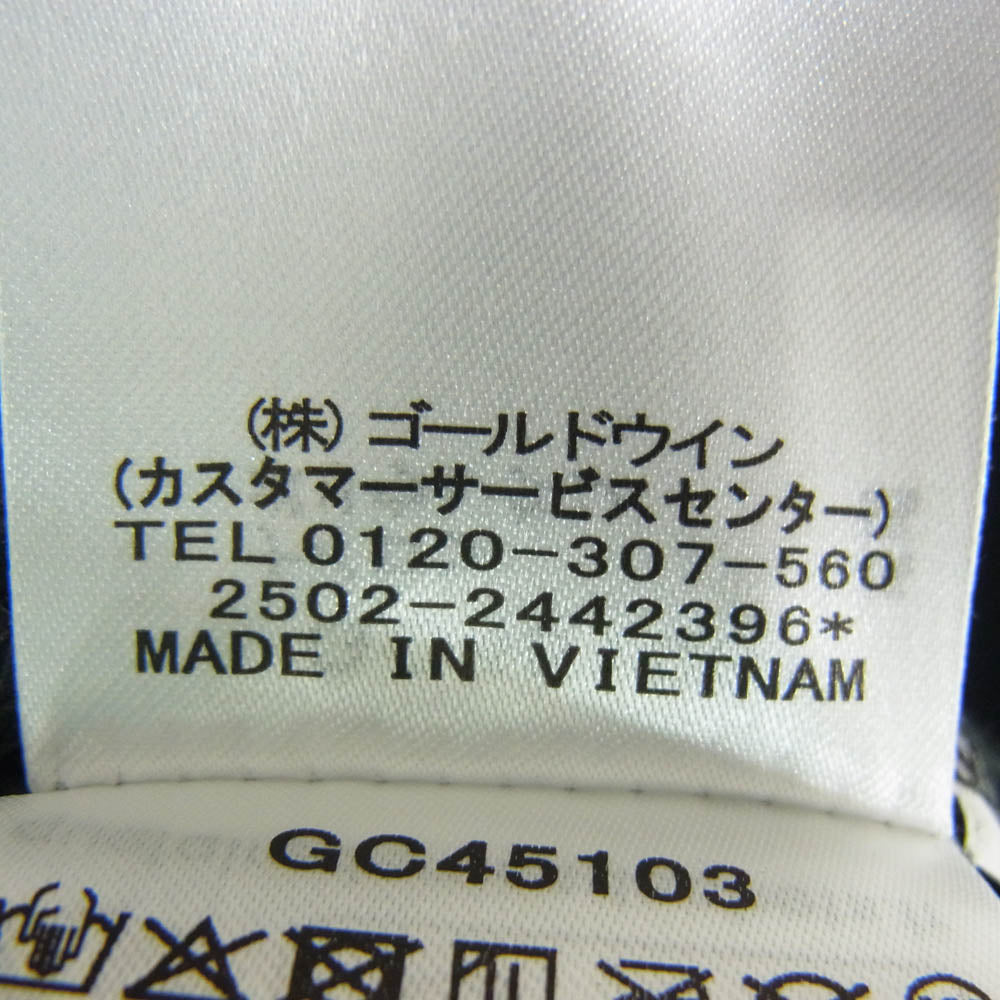 (株)ゴールドウイン
(カスタマーサービスセンター)
TEL 0120-307-560
2502-2442396*
MADE IN VIETNAM
GC45103